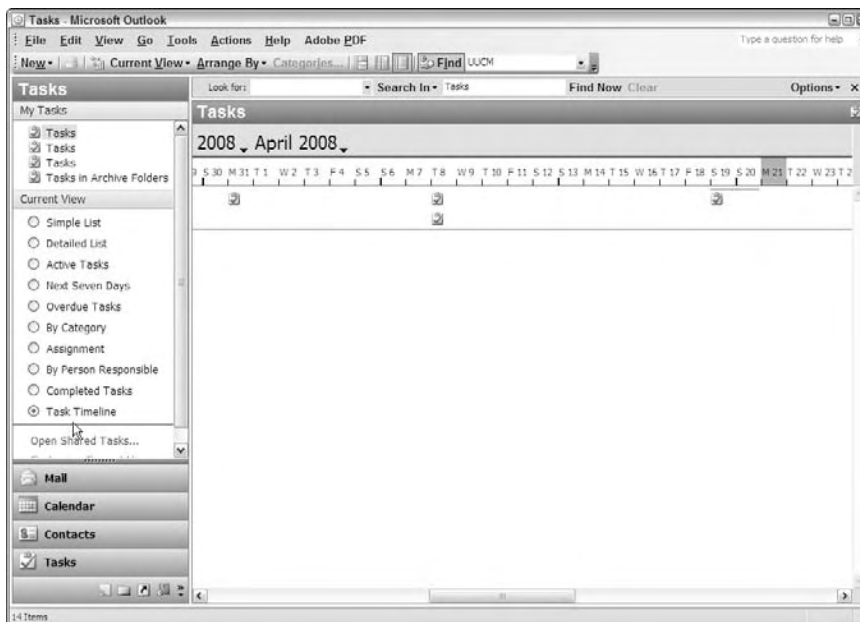 Tasks - Microsoft Outlook
File Edit View Go Tools Actions Help Adobe PDF
Type a question for help
New Current View Arrange By Categories... Find UUCM
Tasks
Look for: Search In Tasks Find Now Clear Options
My Tasks
Tasks
Tasks
Tasks
Tasks
Tasks in Archive Folders
2008 April 2008
S 30 M 31 T 1 W 2 T 3 F 4 S 5 S 6 M 7 T 8 W 9 T 10 F 11 S 12 S 13 M 14 T 15 W 16 T 17 F 18 S 19 S 20 M 21 T 22 W 23 T 2
Current View
Simple List
Detailed List
Active Tasks
Next Seven Days
Overdue Tasks
By Category
Assignment
By Person Responsible
Completed Tasks
Task Timeline
Open Shared Tasks...
Mail
Calendar
Contacts
Tasks
14 Items